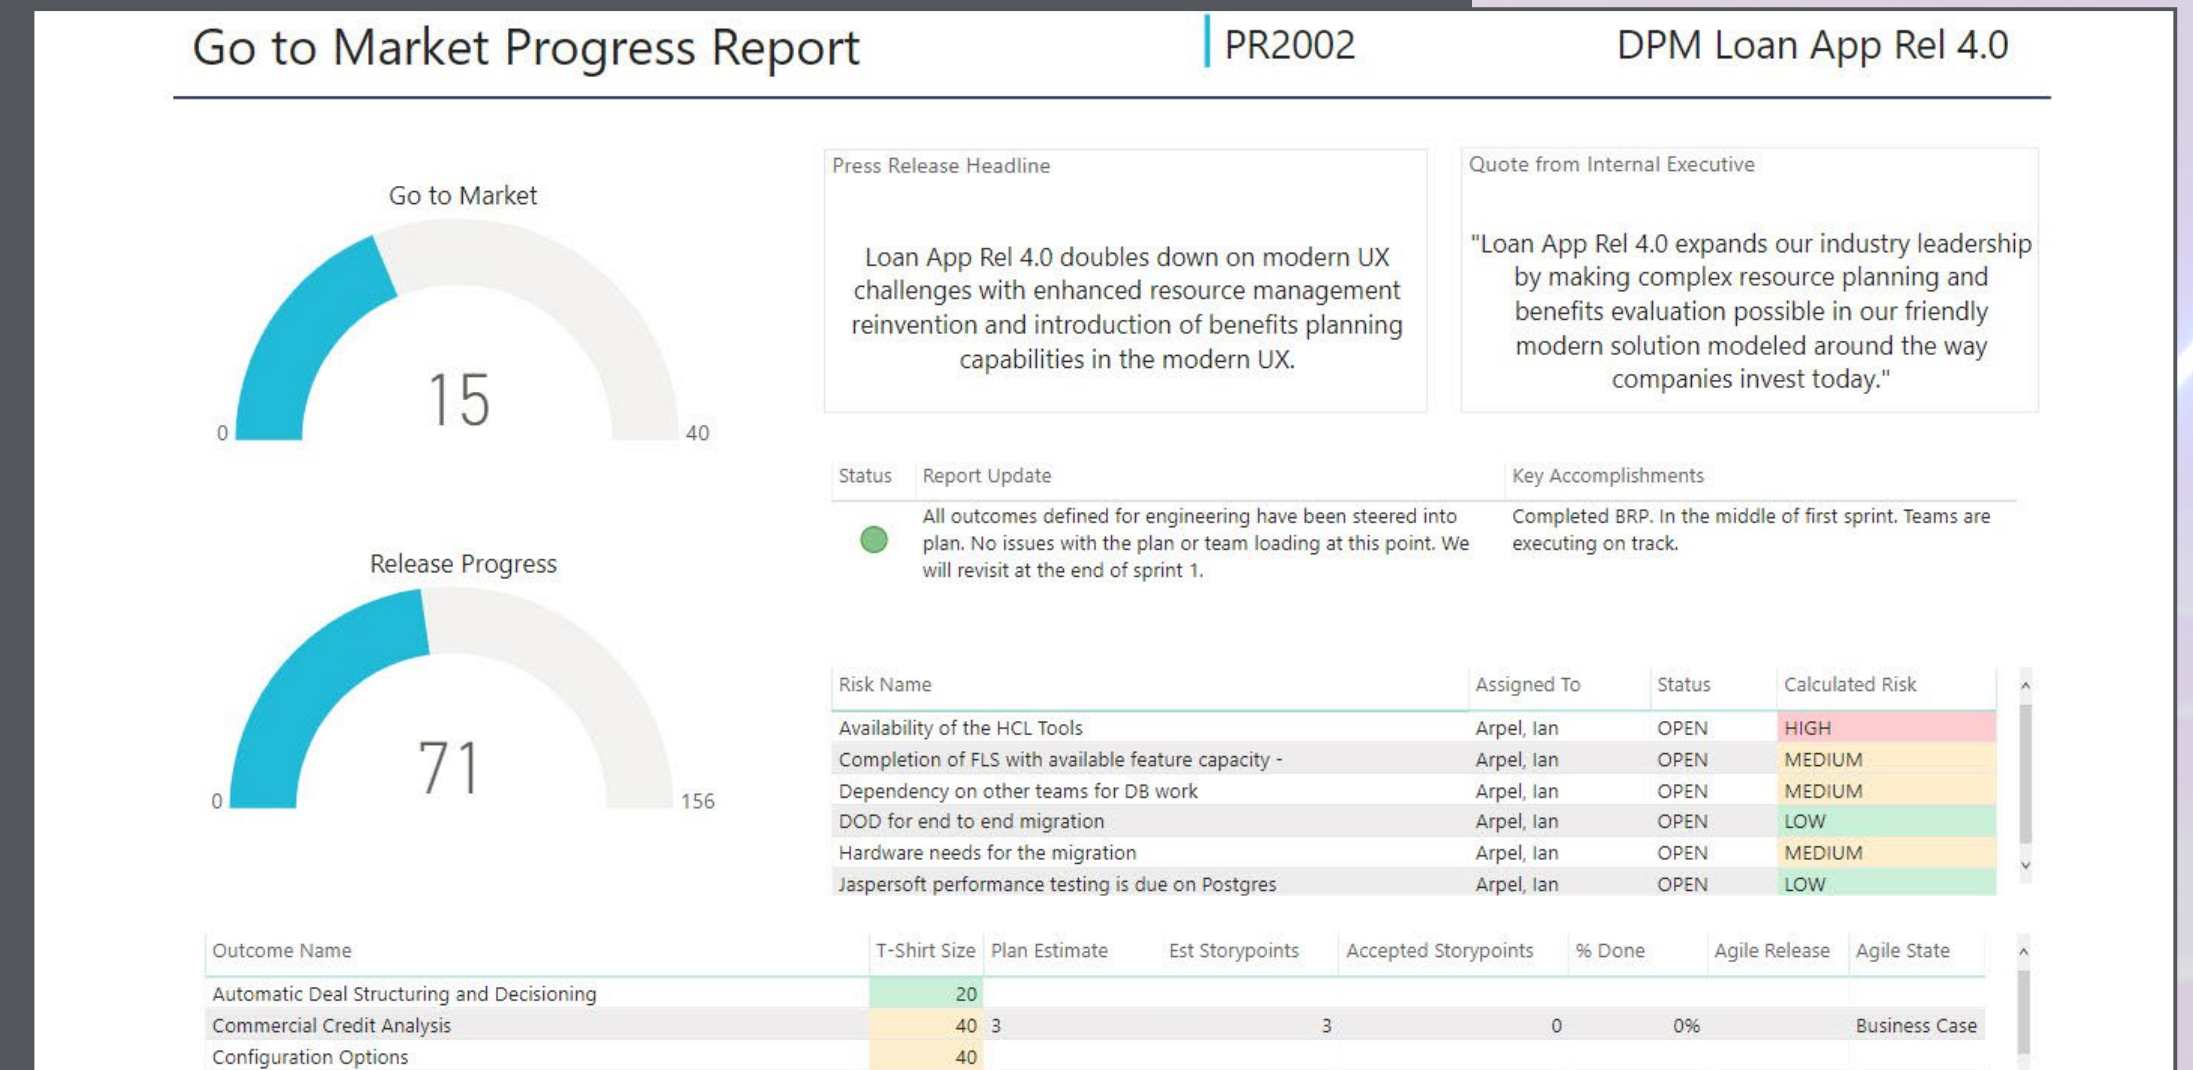 Go to Market Progress Report
PR2002
DPM Loan App Rel 4.0
Go to Market
15
0
40
Release Progress
71
0
156
Press Release Headline
Loan App Rel 4.0 doubles down on modern UX
challenges with enhanced resource management
reinvention and introduction of benefits planning
capabilities in the modern UX.
Quote from Internal Executive
"Loan App Rel 4.0 expands our industry leadership
by making complex resource planning and
benefits evaluation possible in our friendly
modern solution modeled around the way
companies invest today."
Status Report Update Key Accomplishments
All outcomes defined for engineering have been steered into
plan. No issues with the plan or team loading at this point. We
will revisit at the end of sprint 1.
Completed BRP. In the middle of first sprint. Teams are
executing on track.
Risk Name Assigned To Status Calculated Risk
Availability of the HCL Tools Arpel, Ian OPEN HIGH
Completion of FLS with available feature capacity - Arpel, Ian OPEN MEDIUM
Dependency on other teams for DB work Arpel, Ian OPEN MEDIUM
DOD for end to end migration Arpel, Ian OPEN LOW
Hardware needs for the migration Arpel, Ian OPEN MEDIUM
Jaspersoft performance testing is due on Postgres Arpel, Ian OPEN LOW
Outcome Name T-Shirt Size Plan Estimate Est Storypoints Accepted Storypoints % Done Agile Release Agile State
Automatic Deal Structuring and Decisioning 20
Commercial Credit Analysis 40 3 3 0 0% Business Case
Configuration Options 40